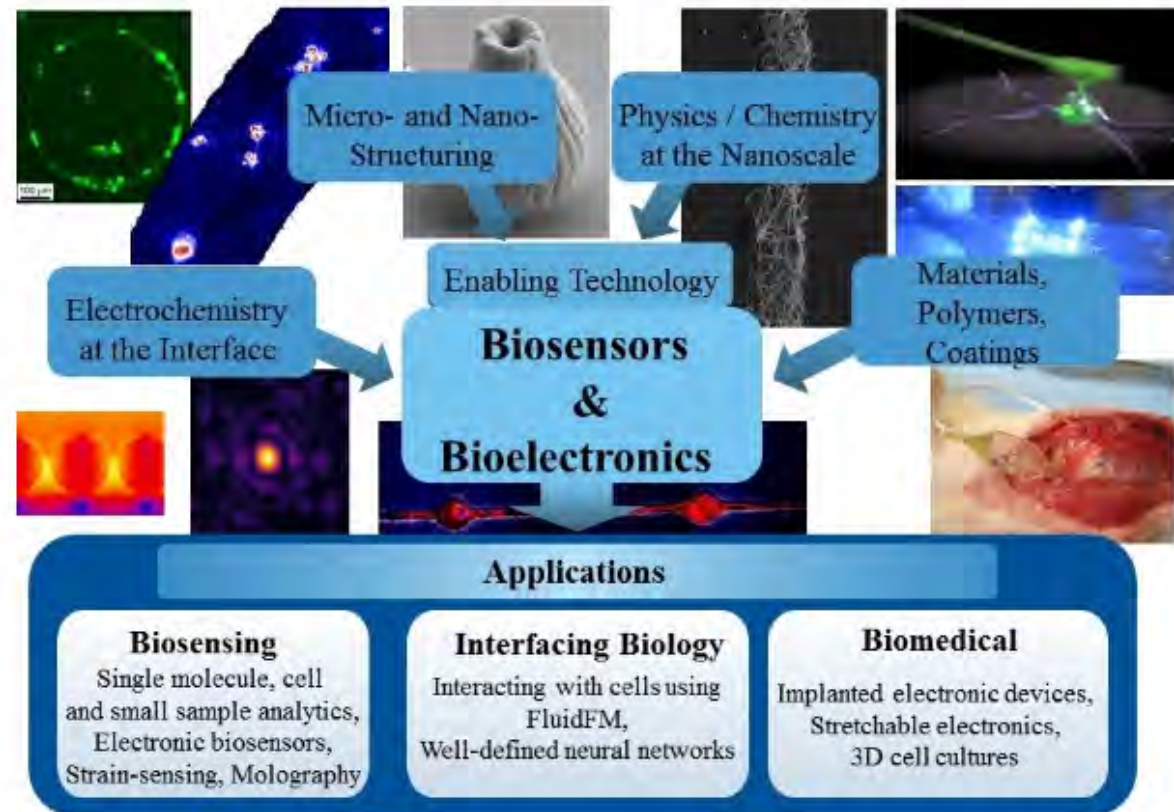 100 µm
Micro- and Nano-
Structuring
Physics / Chemistry
at the Nanoscale
Electrochemistry
at the Interface
Enabling Technology
Materials,
Polymers,
Coatings
Biosensors
&
Bioelectronics
Applications
Biosensing
Single molecule, cell
and small sample analytics,
Electronic biosensors,
Strain-sensing, Molography
Interfacing Biology
Interacting with cells using
FluidFM,
Well-defined neural networks
Biomedical
Implanted electronic devices,
Stretchable electronics,
3D cell cultures